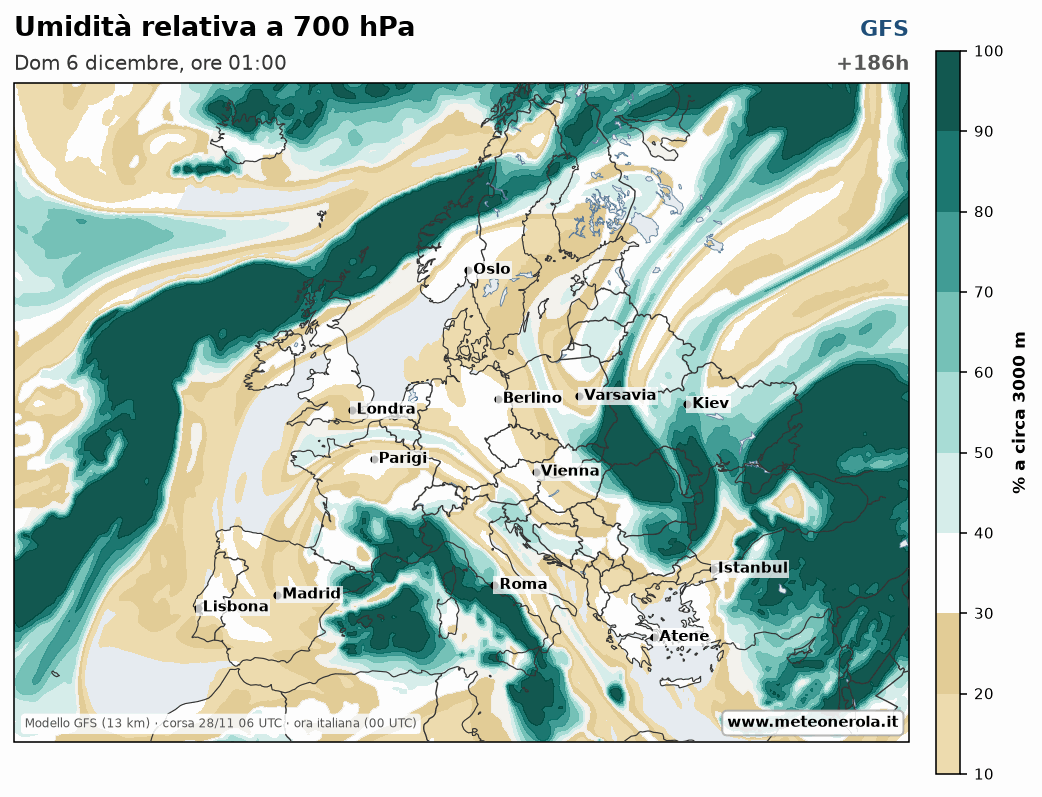 Umidità relativa a 700 hPa
GFS
Dom 6 dicembre, ore 01:00
+186h
Oslo
Londra
Berlino
Varsavia
Kiev
Parigi
Vienna
Istanbul
Roma
Madrid
Lisbona
Atene
Modello GFS (13 km) · corsa 28/11 06 UTC · ora italiana (00 UTC)
www.meteonerola.it
100
90
80
70
60
50
40
30
20
10
% a circa 3000 m